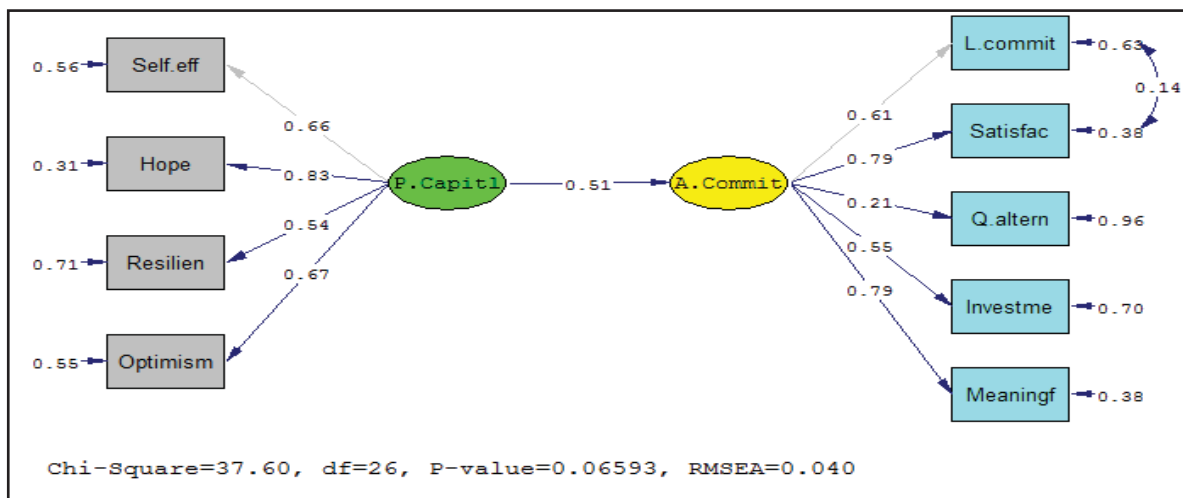 L.commit
0.63
0.56
Self.eff
0.14
0.61
Satisfac
0.38
0.66
0.79
0.31
Hope
0.83
P.Capitl
0.51
A.Commit
0.21
Q.altern
0.96
0.54
0.55
0.71
Resilien
0.67
0.79
Investme
0.70
0.55
Optimism
Meaningf
0.38
Chi-Square=37.60, df=26, P-value=0.06593, RMSEA=0.040